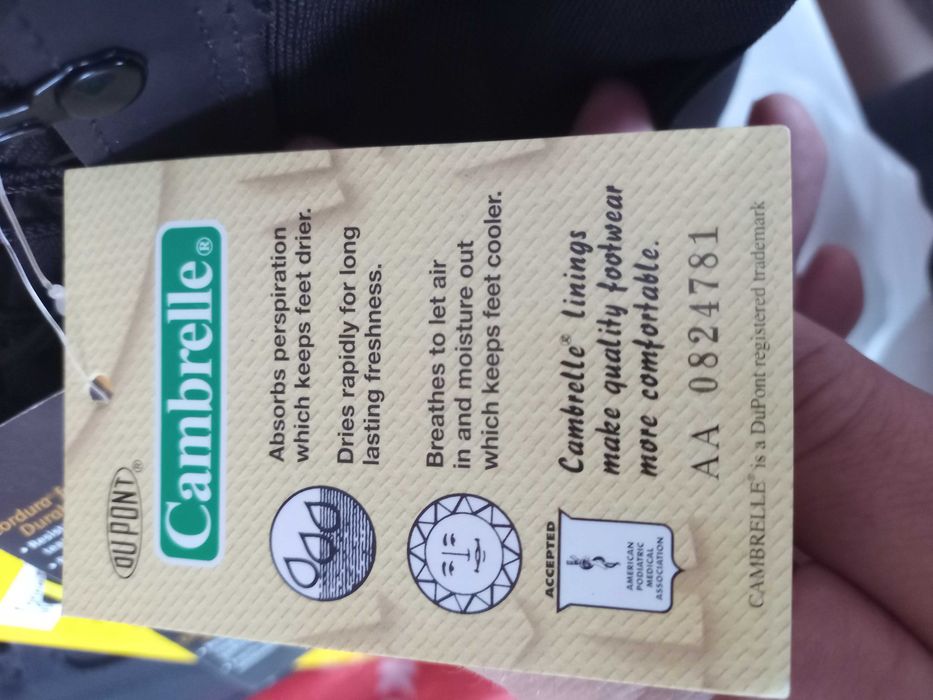 DUPONT®
Cambrelle®
Absorbs perspiration
which keeps feet drier.
Dries rapidly for long
lasting freshness.
Breathes to let air
in and moisture out
which keeps feet cooler.
ACCEPTED
AMERICAN
PODIATRIC
MEDICAL
ASSOCIATION
Cambrelle® linings
make quality footwear
more comfortable.
AA 0824781
CAMBRELLE® is a DuPont registered trademark